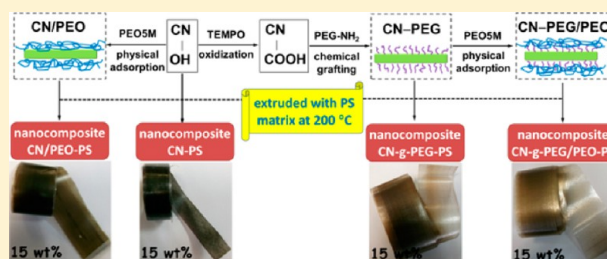 CN/PEO
PEO5M
physical
adsorption
CN
OH
TEMPO
oxidization
CN
COOH
PEG-NH2
chemical
grafting
CN-PEG
PEO5M
physical
adsorption
CN-PEG/PEO
extruded with PS
matrix at 200 °C
nanocomposite
CN/PEO-PS
nanocomposite
CN-PS
nanocomposite
CN-g-PEG-PS
nanocomposite
CN-g-PEG/PEO-PS
15 wt%
15 wt%
15 wt%
15 wt%